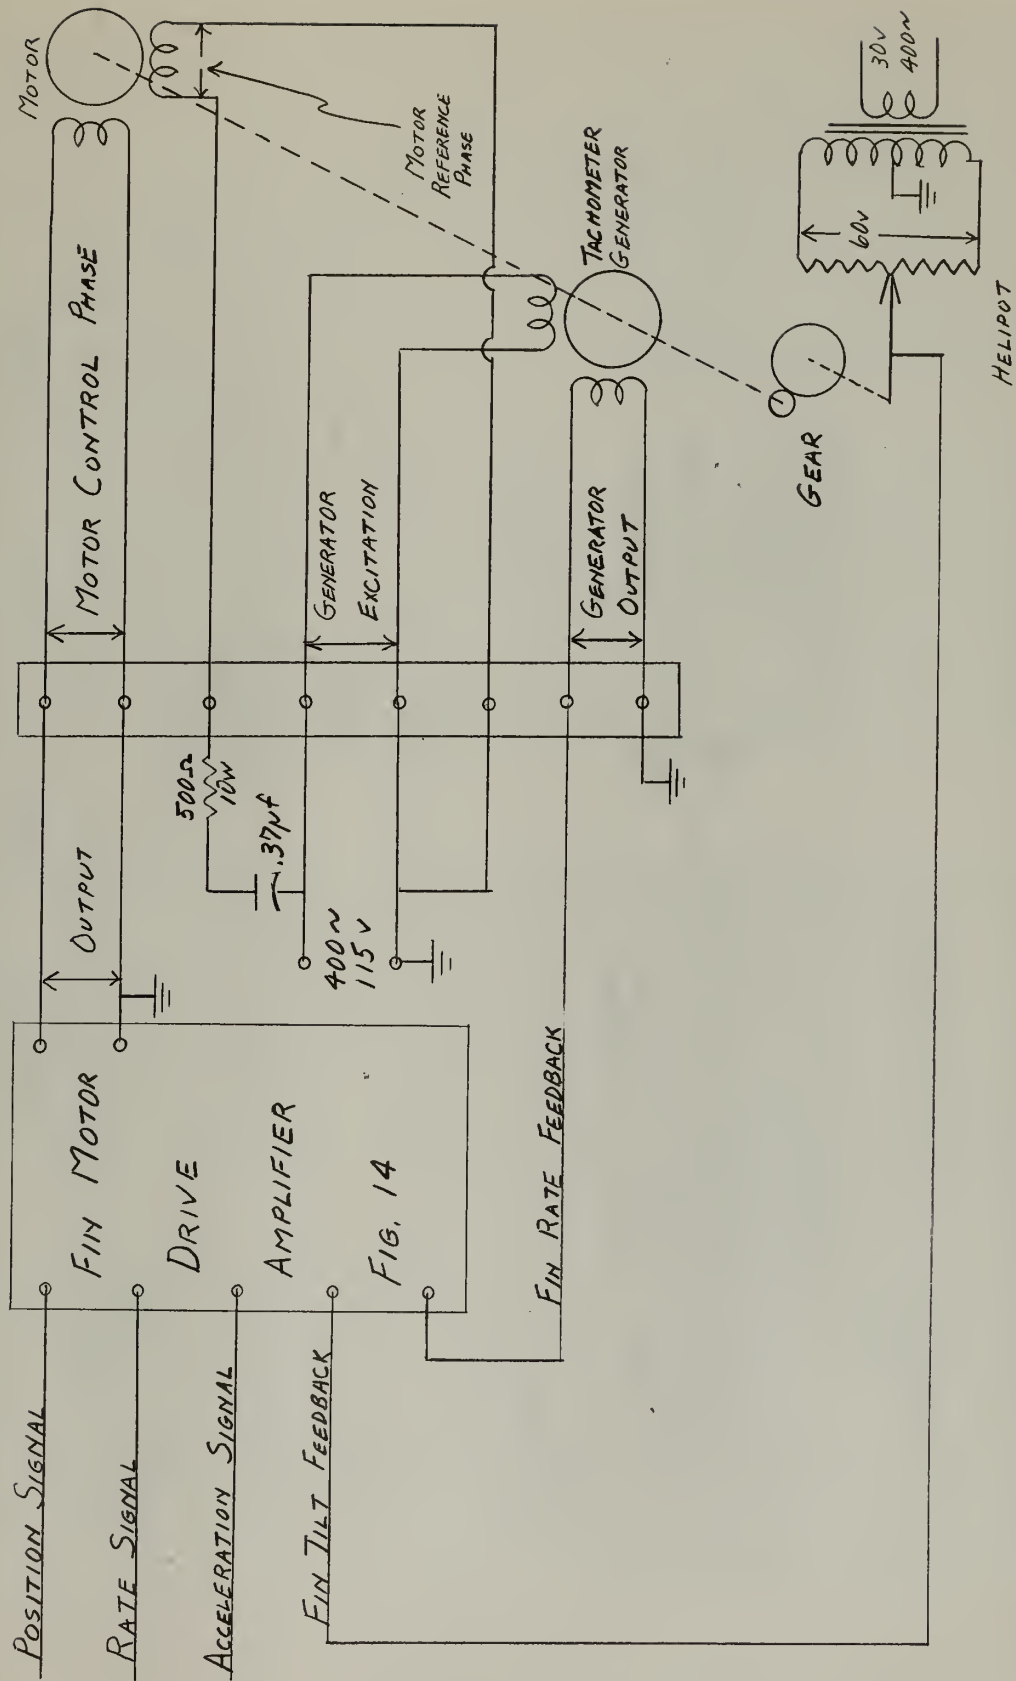 POSITION SIGNAL
RATE SIGNAL
ACCELERATION SIGNAL
FIN TILT FEEDBACK
FIN MOTOR
DRIVE
AMPLIFIER
FIG. 14
FIN RATE FEEDBACK
OUTPUT
500Ω
10W
.37μf
400~
115V
MOTOR CONTROL PHASE
GENERATOR
EXCITATION
GENERATOR
OUTPUT
MOTOR
MOTOR
REFERENCE
PHASE
TACHOMETER
GENERATOR
GEAR
60V
30V
400~
HELIPOT